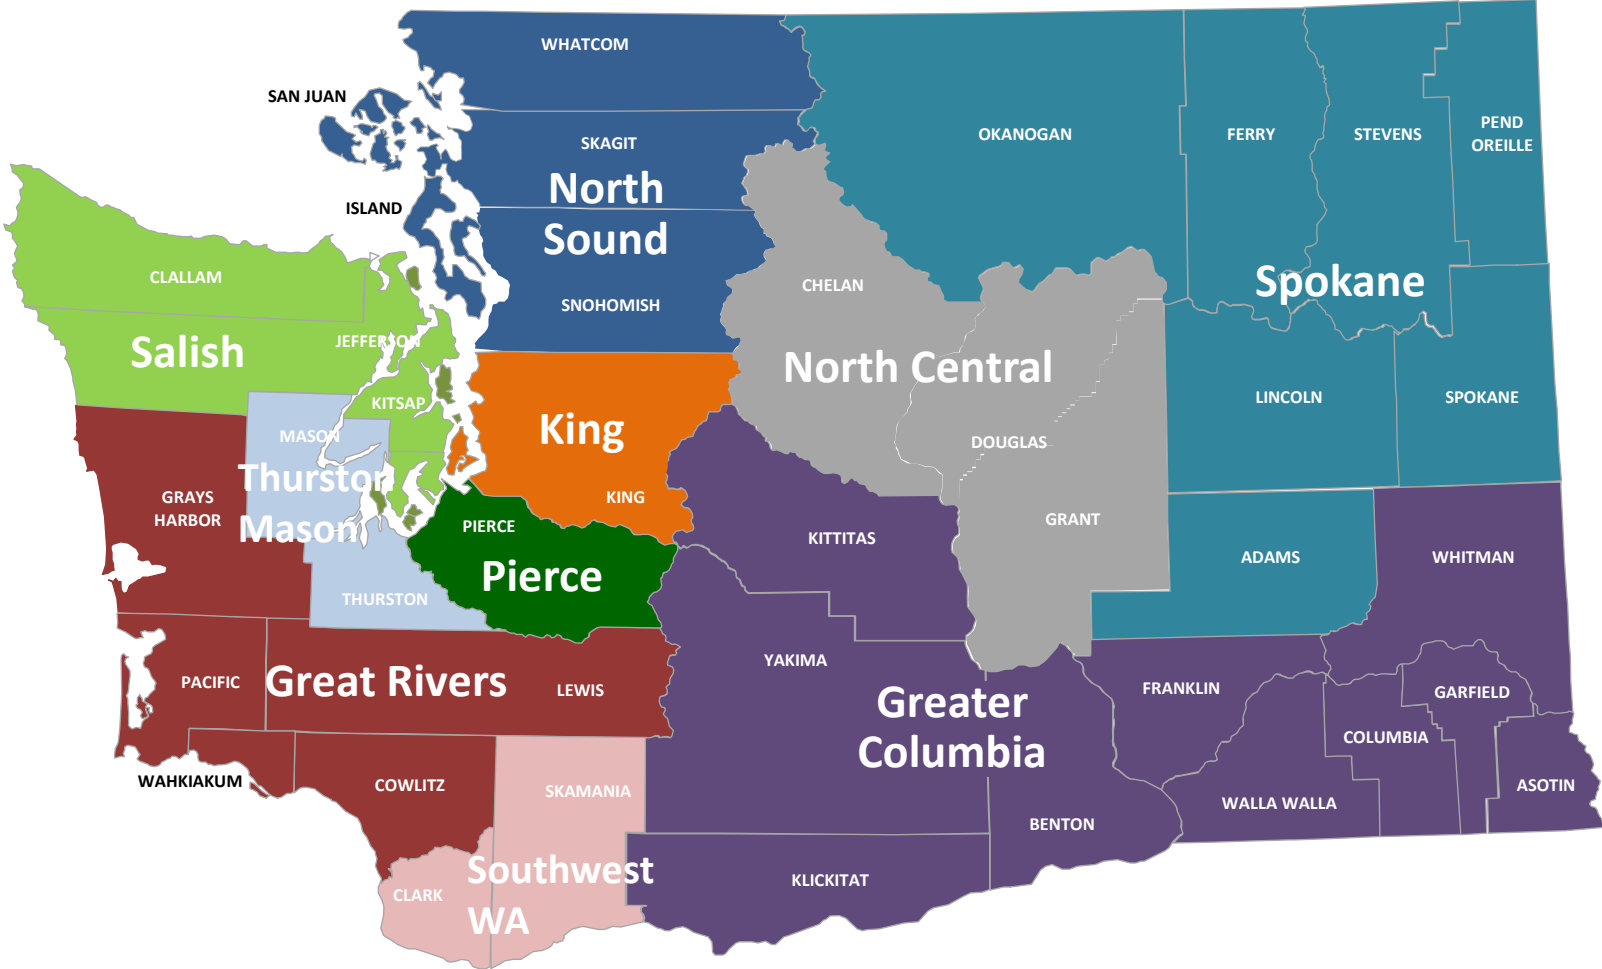 WHATCOM
SAN JUAN
SKAGIT
North
Sound
ISLAND
SNOHOMISH
OKANOGAN
FERRY
STEVENS
PEND
OREILLE
Spokane
CLALLAM
JEFFERSON
Salish
KITSAP
CHELAN
North Central
DOUGLAS
GRANT
LINCOLN
SPOKANE
King
KING
MASON
Thurston
Mason
THURSTON
GRAYS
HARBOR
PIERCE
Pierce
KITTITAS
ADAMS
WHITMAN
PACIFIC
Great Rivers
LEWIS
YAKIMA
Greater
Columbia
FRANKLIN
GARFIELD
COLUMBIA
ASOTIN
WALLA WALLA
BENTON
WAHKIAKUM
COWLITZ
SKAMANIA
Southwest
WA
CLARK
KLICKITAT